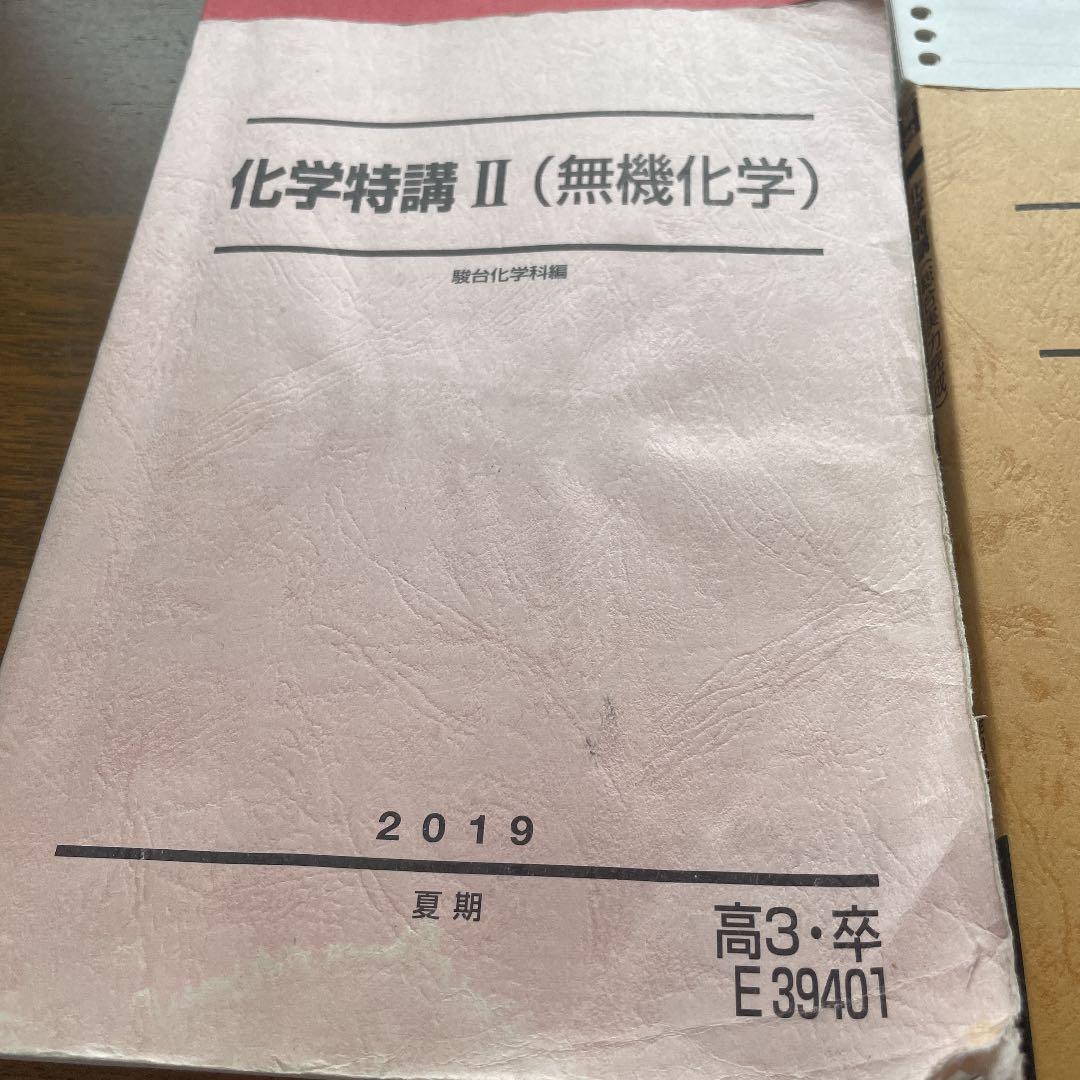 化学特講Ⅱ(無機化学)
駿台化学科編
2019
夏期
高3・卒
E39401